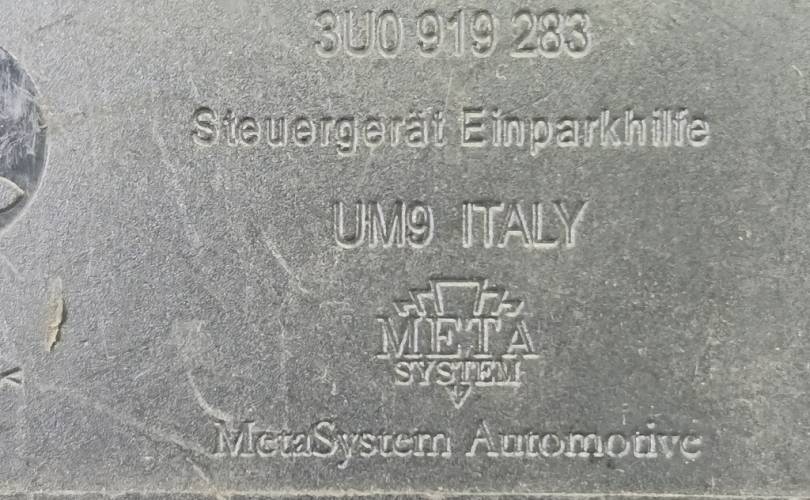 3U0 919 283
Steuergerät Einparkhilfe
UM9 ITALY
META
SYSTEM
MetaSystem Automotive